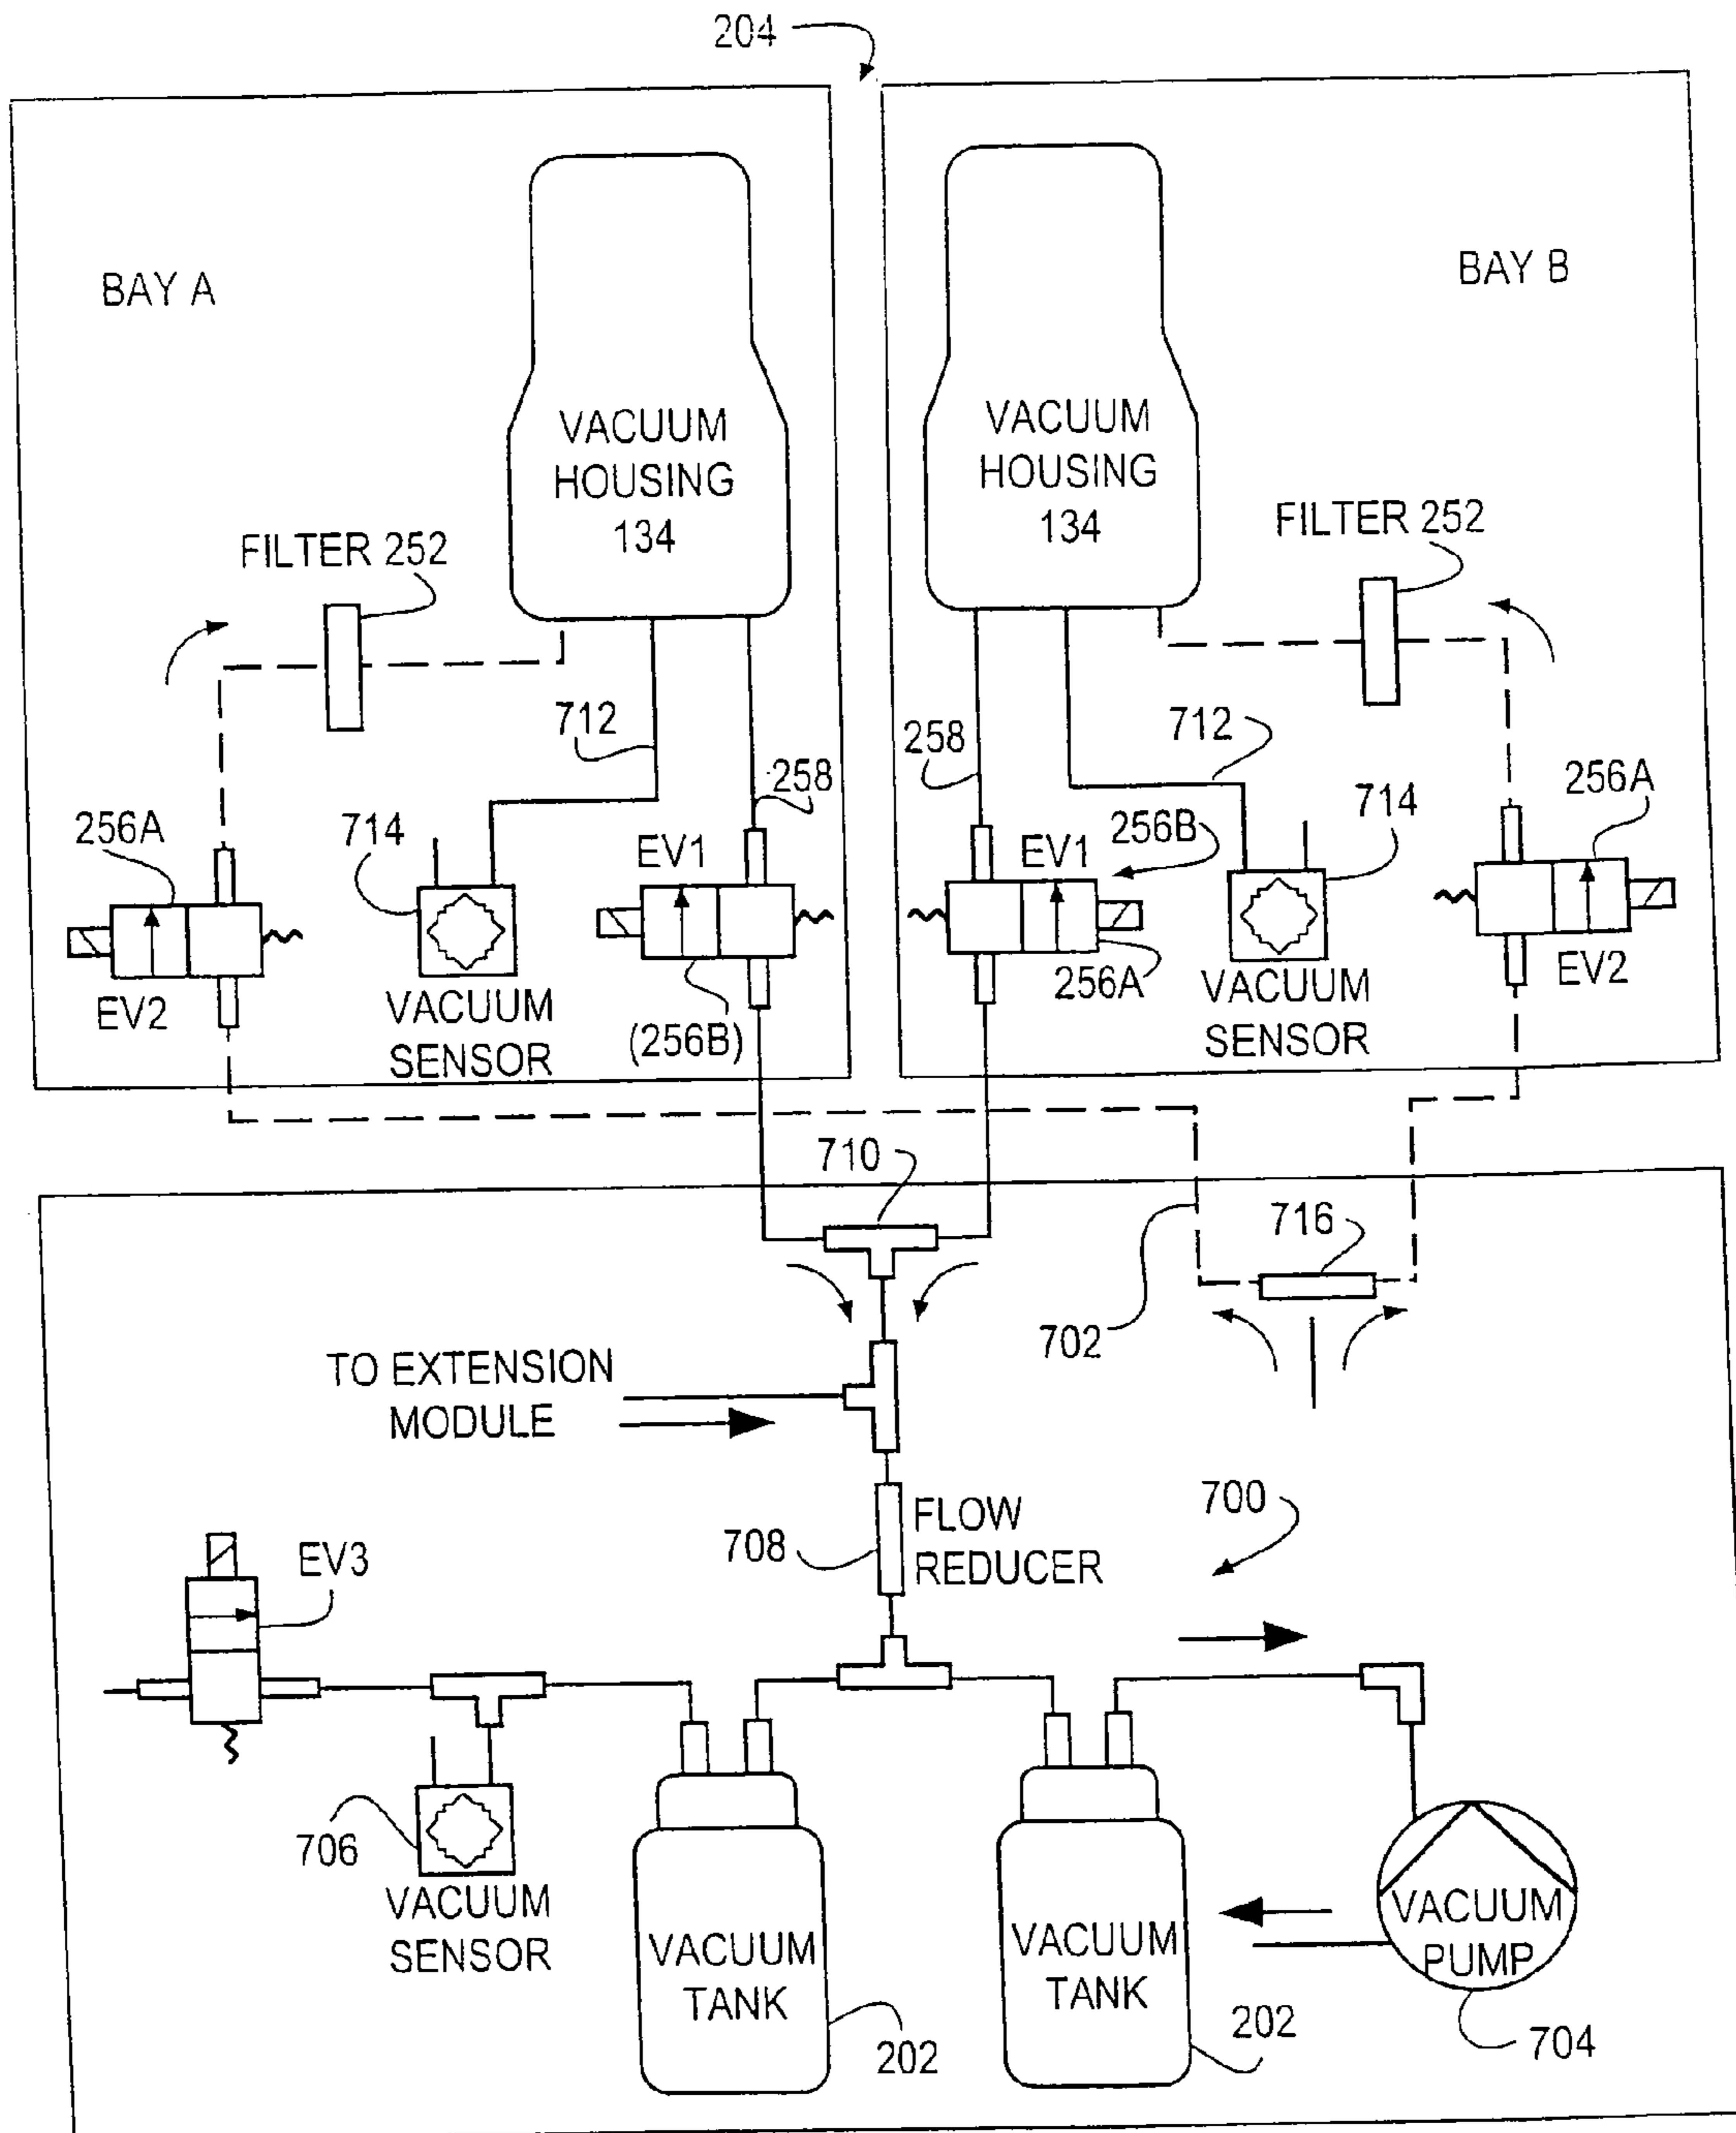 204
BAY A
BAY B
VACUUM
HOUSING
134
VACUUM
HOUSING
134
FILTER 252
FILTER 252
712
258
258
712
256A
714
EV1
EV1
256B
714
256A
EV2
VACUUM
SENSOR
(256B)
256A
VACUUM
SENSOR
EV2
710
716
702
TO EXTENSION
MODULE
FLOW
REDUCER
708
700
EV3
706
VACUUM
SENSOR
VACUUM
TANK
202
VACUUM
TANK
202
VACUUM
PUMP
704